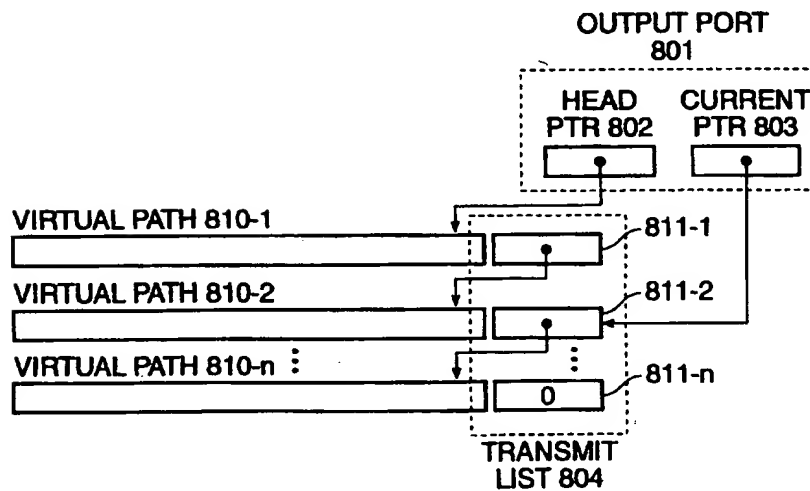 OUTPUT PORT
801
HEAD
PTR 802
CURRENT
PTR 803
VIRTUAL PATH 810-1
811-1
VIRTUAL PATH 810-2
811-2
VIRTUAL PATH 810-n
811-n
0
TRANSMIT
LIST 804